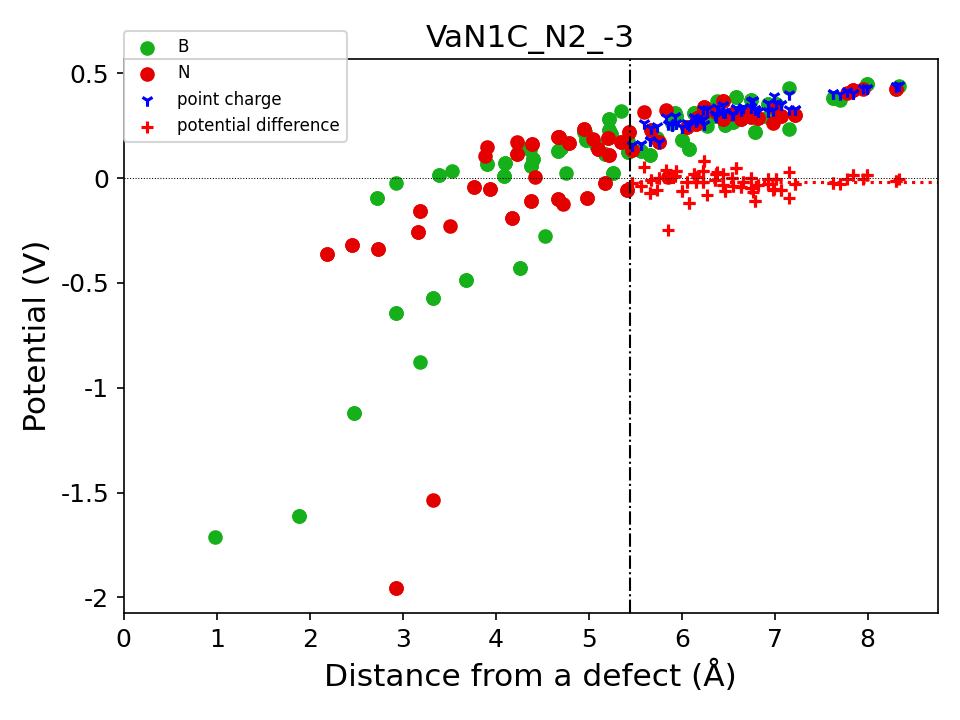 VaN1C_N2_-3
B
N
point charge
potential difference
0.5
0
-0.5
-1
-1.5
-2
Potential (V)
0 1 2 3 4 5 6 7 8
Distance from a defect (Å)